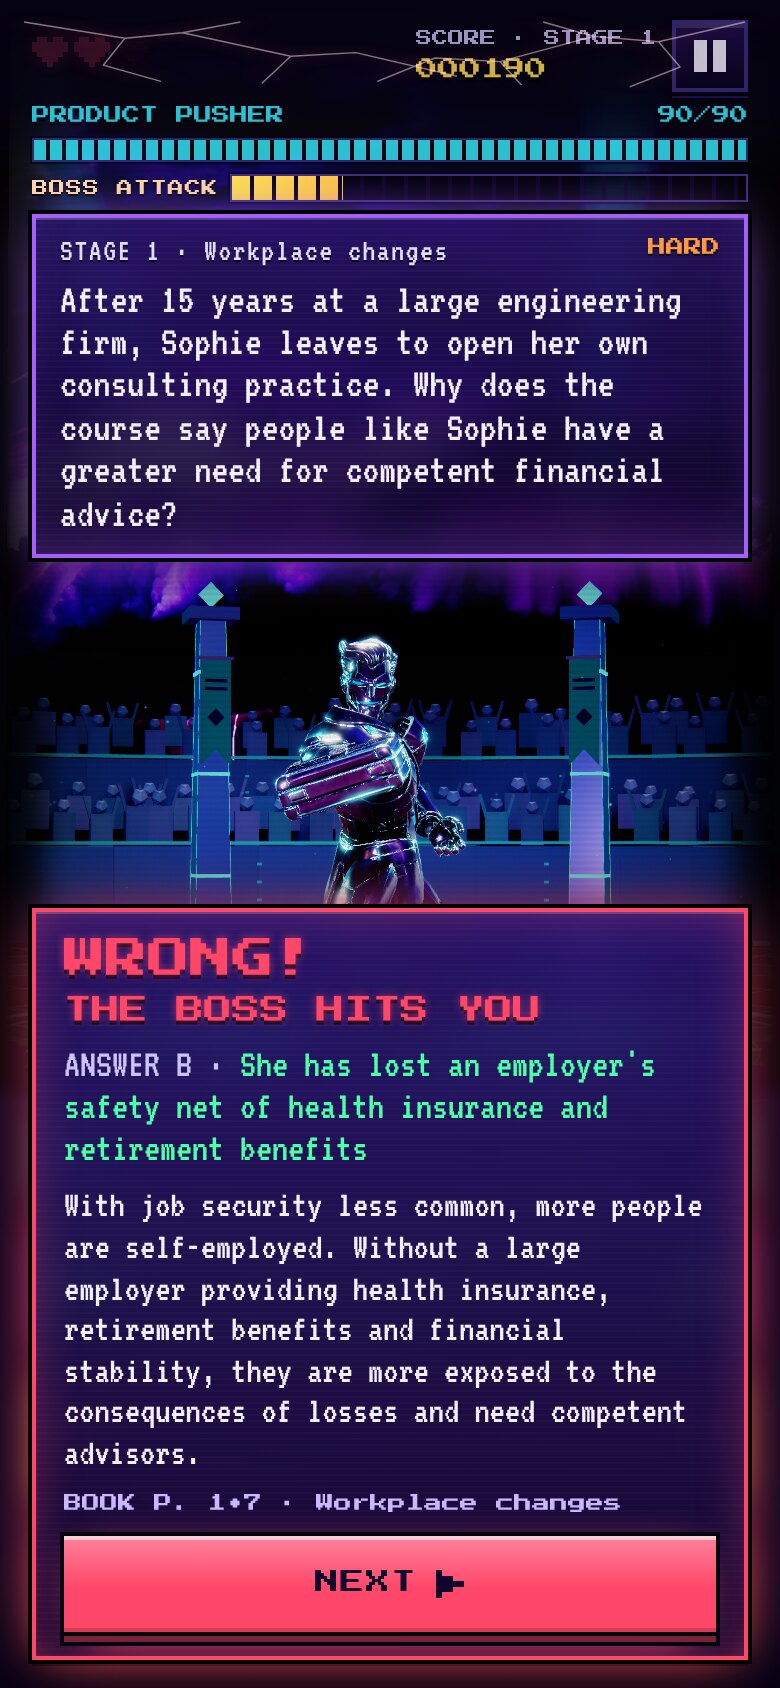 SCORE · STAGE 1
000190
PRODUCT PUSHER 90/90
BOSS ATTACK
STAGE 1 · Workplace changes HARD
After 15 years at a large engineering
firm, Sophie leaves to open her own
consulting practice. Why does the
course say people like Sophie have a
greater need for competent financial
advice?
WRONG!
THE BOSS HITS YOU
ANSWER B · She has lost an employer's
safety net of health insurance and
retirement benefits
With job security less common, more people
are self-employed. Without a large
employer providing health insurance,
retirement benefits and financial
stability, they are more exposed to the
consequences of losses and need competent
advisors.
BOOK P. 1•7 · Workplace changes
NEXT